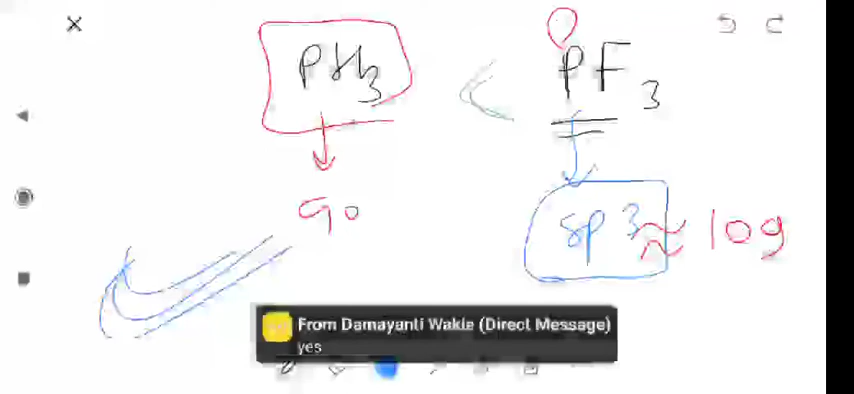 PH3 < PF3
90
sp3 ≈ 109
From Damayanti Wakle (Direct Message)
yes